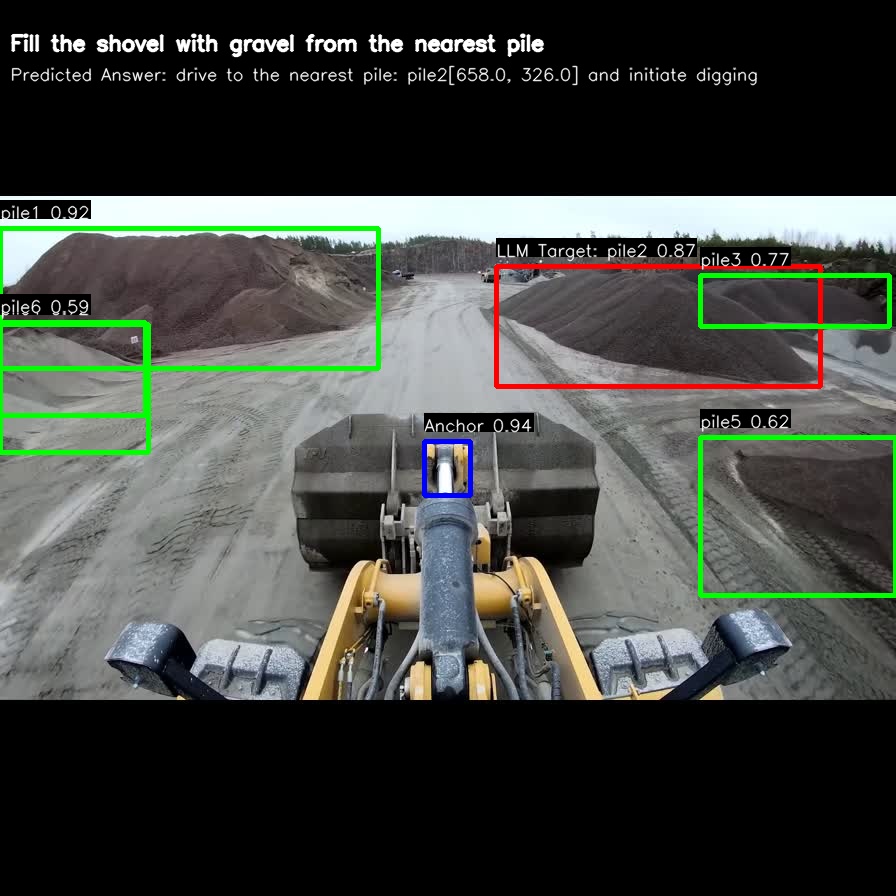 Fill the shovel with gravel from the nearest pile
Predicted Answer: drive to the nearest pile: pile2[658.0, 326.0] and initiate digging
pile1 0.92
LLM Target: pile2 0.87
pile3 0.77
pile6 0.59
pile5 0.62
Anchor 0.94